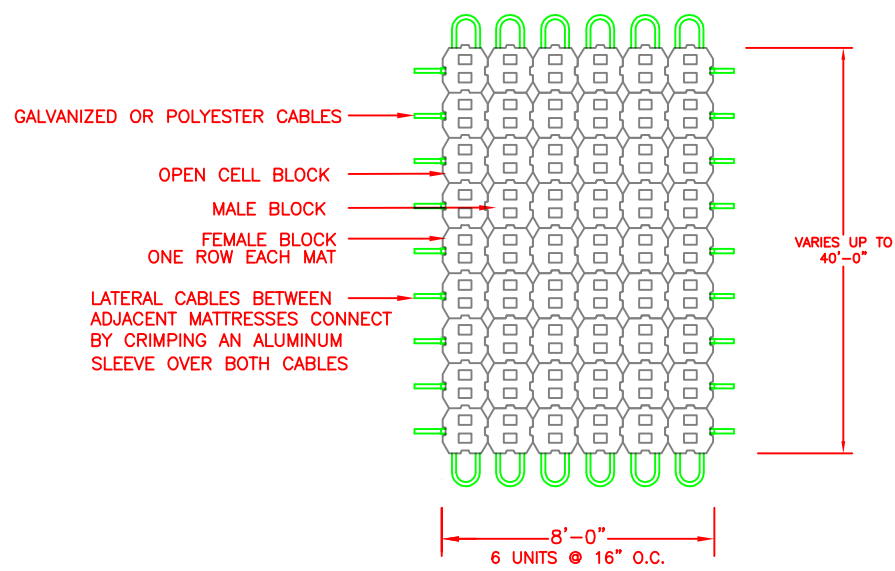 GALVANIZED OR POLYESTER CABLES
OPEN CELL BLOCK
MALE BLOCK
FEMALE BLOCK
ONE ROW EACH MAT
LATERAL CABLES BETWEEN
ADJACENT MATTRESSES CONNECT
BY CRIMPING AN ALUMINUM
SLEEVE OVER BOTH CABLES
VARIES UP TO
40'-0"
8'-0"
6 UNITS @ 16" O.C.